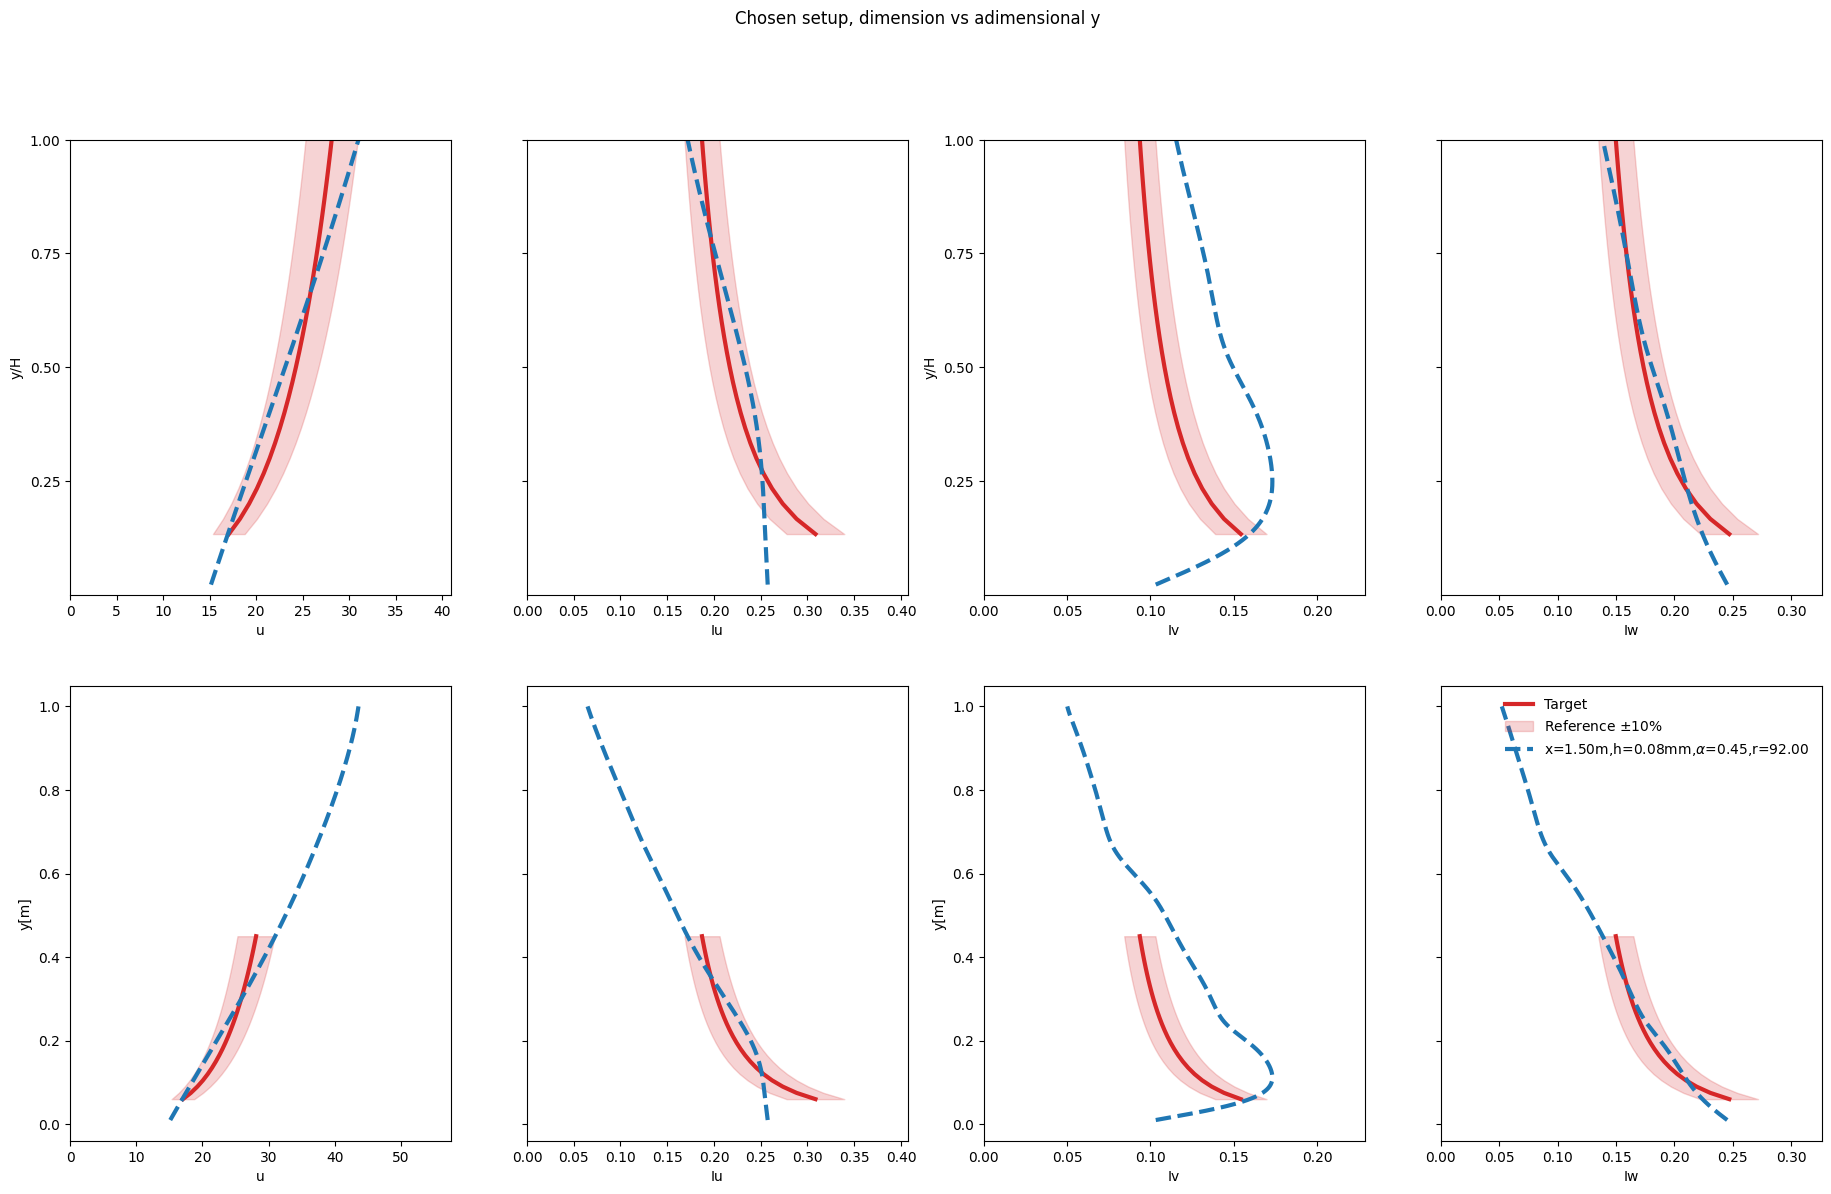 Chosen setup, dimension vs adimensional y
1.00
0.75
0.50
0.25
y/H
0 5 10 15 20 25 30 35 40
u
0.00 0.05 0.10 0.15 0.20 0.25 0.30 0.35 0.40
Iu
1.00
0.75
0.50
0.25
y/H
0.00 0.05 0.10 0.15 0.20
Iv
0.00 0.05 0.10 0.15 0.20 0.25 0.30
Iw
1.0
0.8
0.6
0.4
0.2
0.0
y[m]
0 10 20 30 40 50
u
0.00 0.05 0.10 0.15 0.20 0.25 0.30 0.35 0.40
Iu
1.0
0.8
0.6
0.4
0.2
0.0
y[m]
0.00 0.05 0.10 0.15 0.20
Iv
Target
Reference ±10%
x=1.50m,h=0.08mm,α=0.45,r=92.00
0.00 0.05 0.10 0.15 0.20 0.25 0.30
Iw